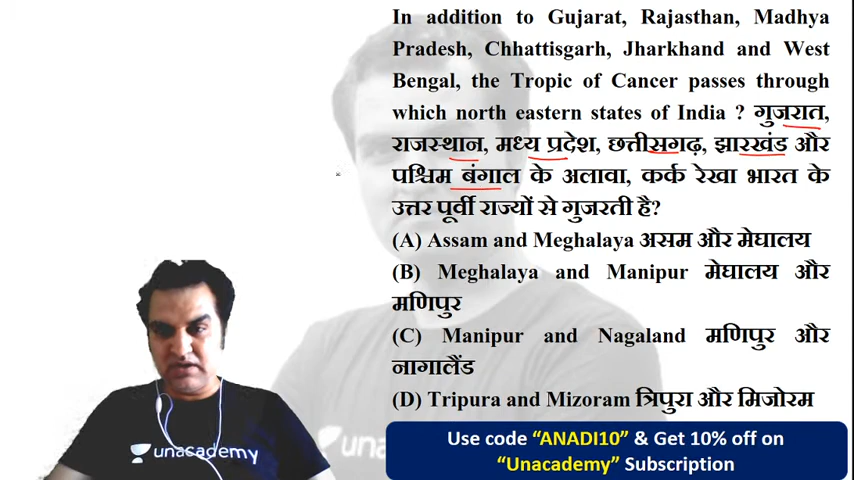 In addition to Gujarat, Rajasthan, Madhya
Pradesh, Chhattisgarh, Jharkhand and West
Bengal, the Tropic of Cancer passes through
which north eastern states of India ? गुजरात,
राजस्थान, मध्य प्रदेश, छत्तीसगढ़, झारखंड और
पश्चिम बंगाल के अलावा, कर्क रेखा भारत के
उत्तर पूर्वी राज्यों से गुजरती है?
(A) Assam and Meghalaya असम और मेघालय
(B) Meghalaya and Manipur मेघालय और
मणिपुर
(C) Manipur and Nagaland मणिपुर और
नागालैंड
(D) Tripura and Mizoram त्रिपुरा और मिजोरम
Use code “ANADI10” & Get 10% off on
“Unacademy” Subscription
unacademy
una